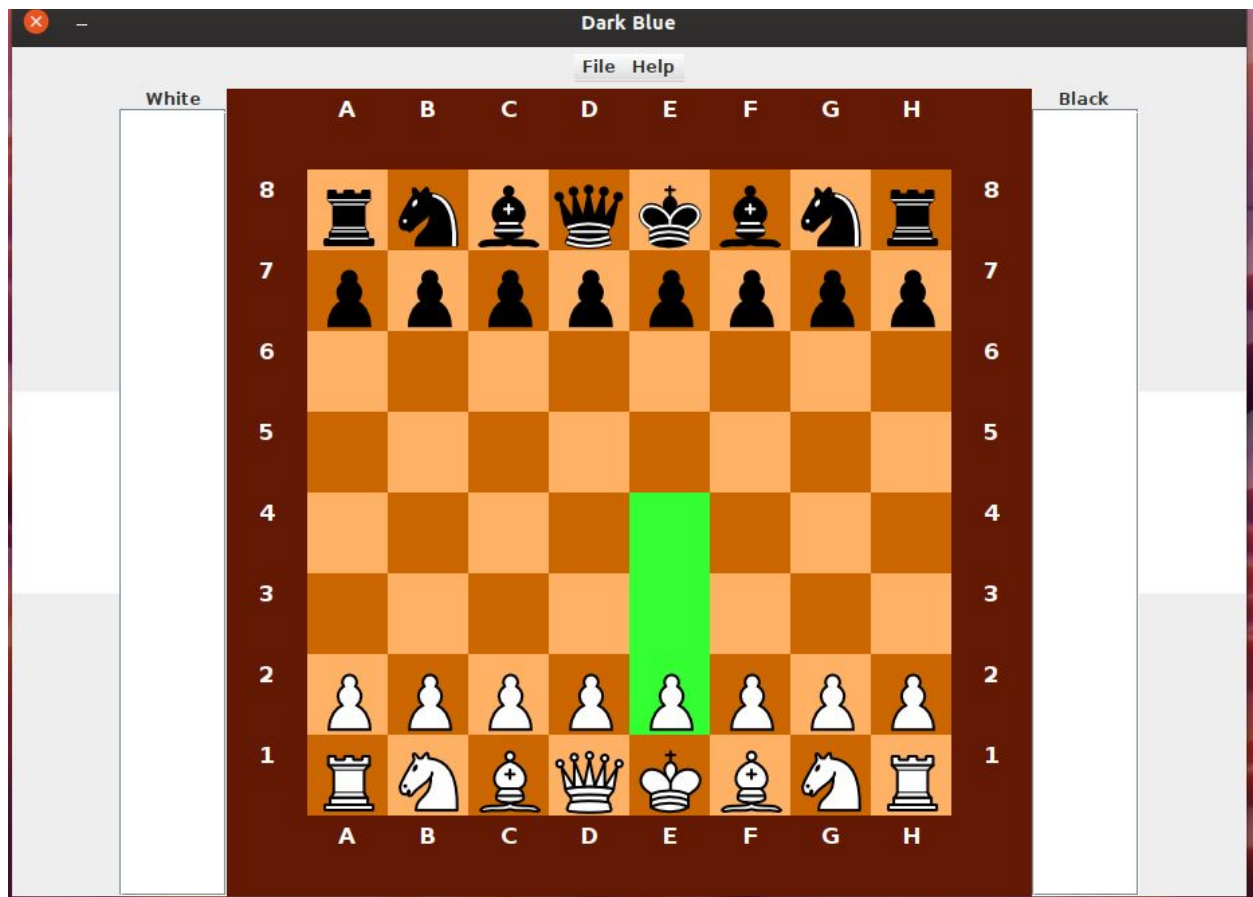 Dark Blue
File Help
White
Black
A B C D E F G H
8 8
7 7
6 6
5 5
4 4
3 3
2 2
1 1
A B C D E F G H